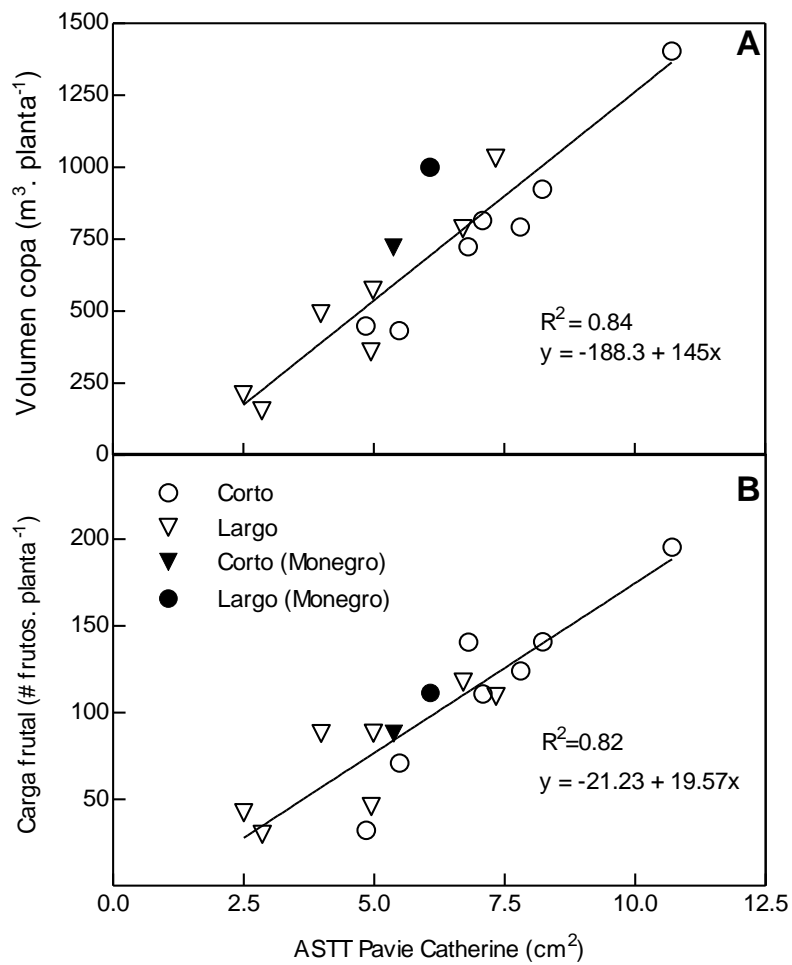 A
Volumen copa (m³. planta⁻¹)
1500
1250
1000
750
500
250
0
R² = 0.84
y = -188.3 + 145x
B
Corto
Largo
Corto (Monegro)
Largo (Monegro)
Carga frutal (# frutos. planta⁻¹)
200
150
100
50
R²=0.82
y = -21.23 + 19.57x
0.0 2.5 5.0 7.5 10.0 12.5
ASTT Pavie Catherine (cm²)